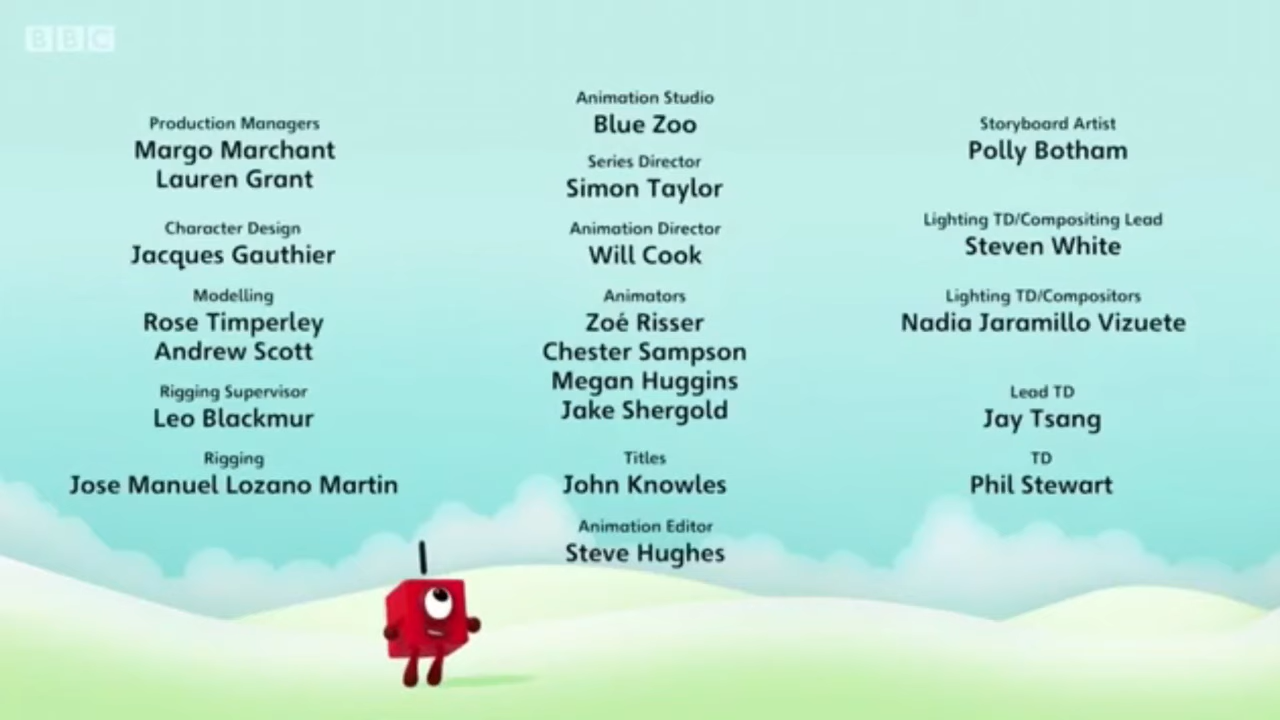 BBC
Production Managers
Margo Marchant
Lauren Grant
Character Design
Jacques Gauthier
Modelling
Rose Timperley
Andrew Scott
Rigging Supervisor
Leo Blackmur
Rigging
Jose Manuel Lozano Martin
Animation Studio
Blue Zoo
Series Director
Simon Taylor
Animation Director
Will Cook
Animators
Zoé Risser
Chester Sampson
Megan Huggins
Jake Shergold
Titles
John Knowles
Animation Editor
Steve Hughes
Storyboard Artist
Polly Botham
Lighting TD/Compositing Lead
Steven White
Lighting TD/Compositors
Nadia Jaramillo Vizuete
Lead TD
Jay Tsang
TD
Phil Stewart